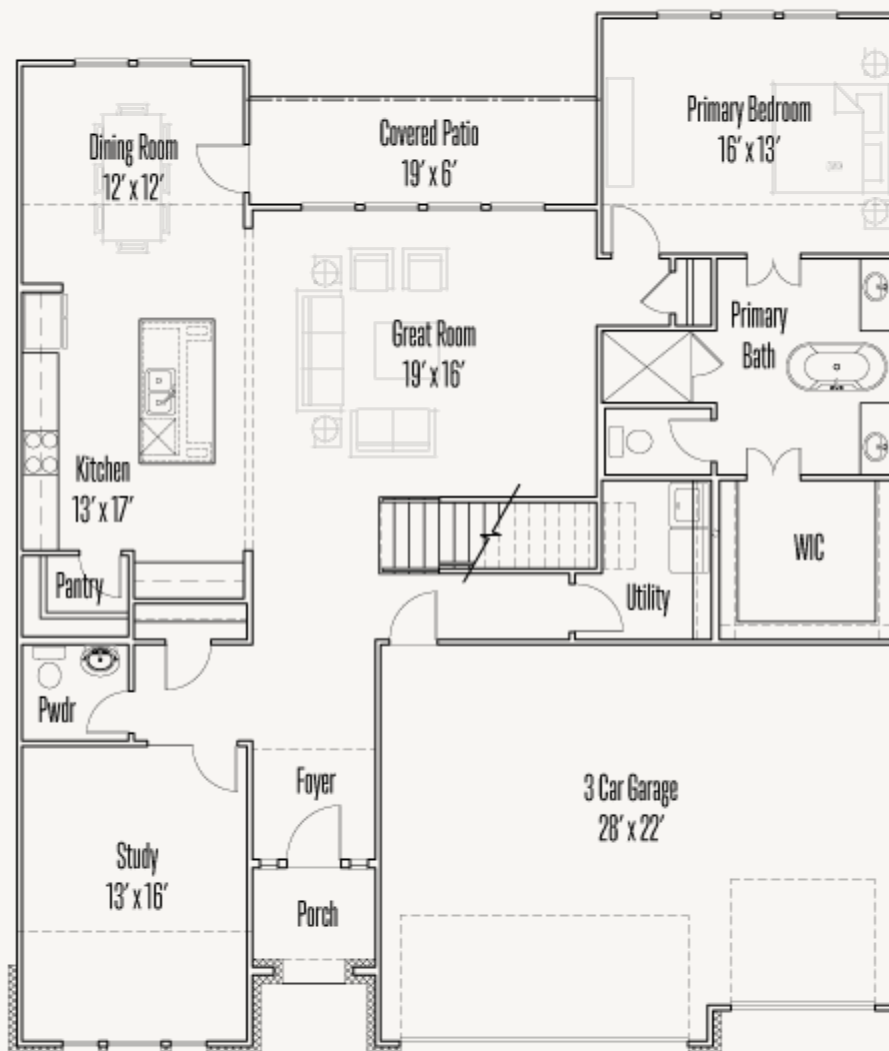 Primary Bedroom
16' x 13'
Covered Patio
19' x 6'
Dining Room
12' x 12'
Great Room
19' x 16'
Primary
Bath
Kitchen
13' x 17'
WIC
Pantry
Utility
Pwdr
Foyer
3 Car Garage
28' x 22'
Study
13' x 16'
Porch